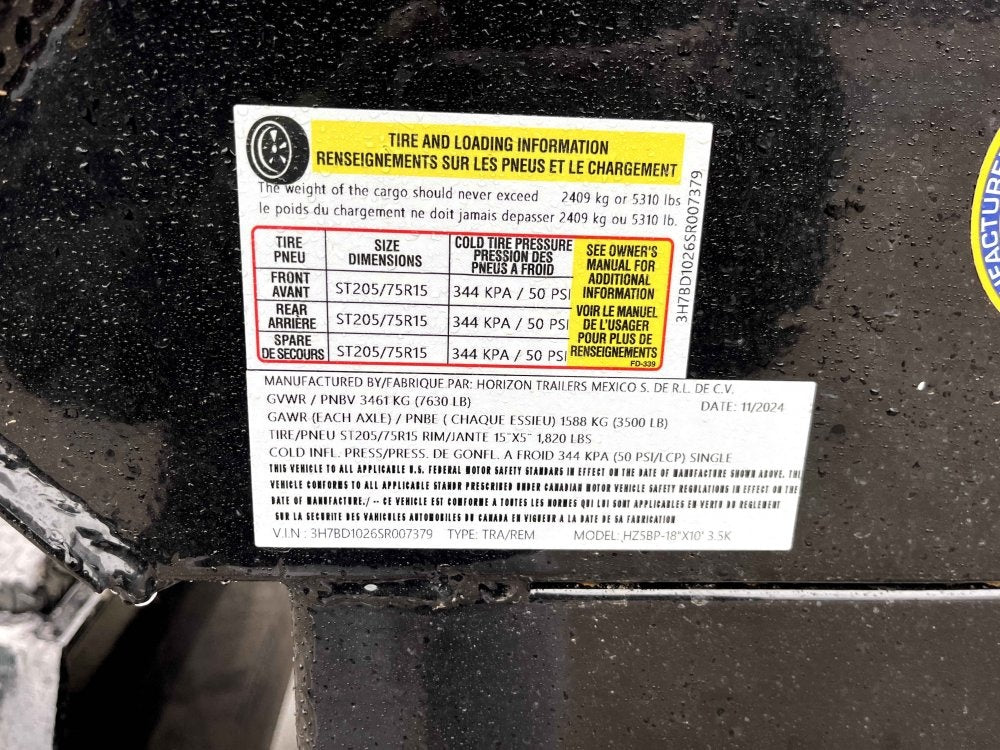 TIRE AND LOADING INFORMATION
RENSEIGNEMENTS SUR LES PNEUS ET LE CHARGEMENT
The weight of the cargo should never exceed 2409 kg or 5310 lbs
le poids du chargement ne doit jamais depasser 2409 kg ou 5310 lb.
TIRE PNEU SIZE DIMENSIONS COLD TIRE PRESSURE PRESSION DES PNEUS A FROID
FRONT AVANT ST205/75R15 344 KPA / 50 PSI
REAR ARRIÈRE ST205/75R15 344 KPA / 50 PSI
SPARE DE SECOURS ST205/75R15 344 KPA / 50 PSI
SEE OWNER'S
MANUAL FOR
ADDITIONAL
INFORMATION
VOIR LE MANUEL
DE L'USAGER
POUR PLUS DE
RENSEIGNEMENTS
FD-339
3H7BD1026SR007379
MANUFACTURED BY/FABRIQUE PAR: HORIZON TRAILERS MEXICO S. DE R.L. DE C.V.
GVWR / PNBV 3461 KG (7630 LB) DATE: 11/2024
GAWR (EACH AXLE) / PNBE ( CHAQUE ESSIEU) 1588 KG (3500 LB)
TIRE/PNEU ST205/75R15 RIM/JANTE 15"X5" 1,820 LBS
COLD INFL. PRESS/PRESS. DE GONFL. A FROID 344 KPA (50 PSI/LCP) SINGLE
THIS VEHICLE TO ALL APPLICABLE U.S. FEDERAL MOTOR SAFETY STANDARS IN EFFECT ON THE DATE OF MANUFACTURE SHOWN ABOVE. THI
VEHICLE CONFORMS TO ALL APPLICABLE STANDR PRESCRIBED UNDER CANADIAN MOTOR VEHICLE SAFETY REGULATIONS IN EFFECT ON THE
DATE OF MANUFACTURE./ -- CE VEHICLE EST CONFORME A TOUTES LES NORMES QUI LUI SONT APPLICABLES EN VERTU DU REGLEMENT
SUR LA SECURITE DES VAHICULES AUTOMOBILES DU CANADA EN VIGUEUR A LA DATE DE SA FABRICATION
V.I.N : 3H7BD1026SR007379 TYPE: TRA/REM MODEL: HZ5BP-18"X10" 3.5K